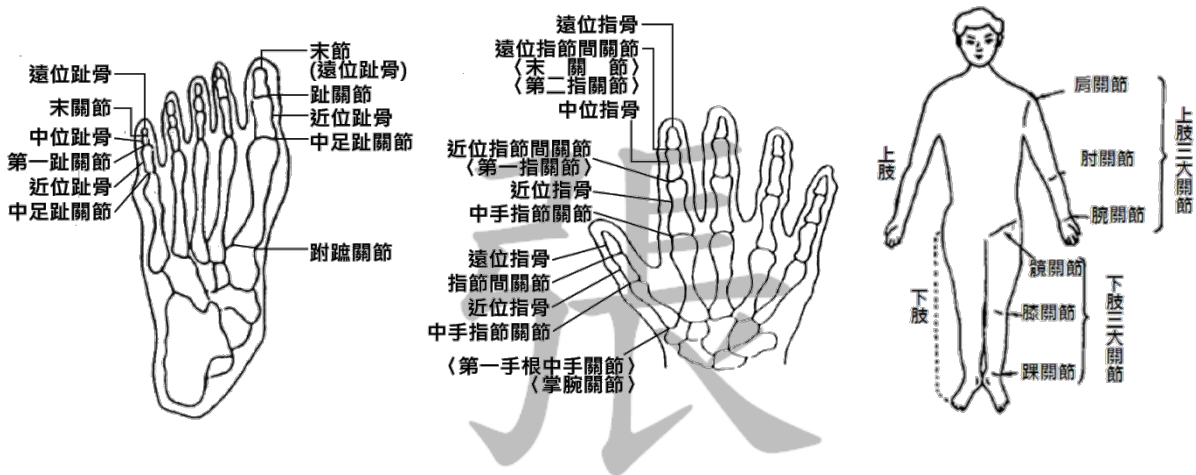 遠位趾骨
末關節
中位趾骨
第一趾關節
近位趾骨
中足趾關節
末節
(遠位趾骨)
趾關節
近位趾骨
中足趾關節
跗蹠關節
遠位指骨
遠位指節間關節
〈末關節〉
〈第二指關節〉
中位指骨
近位指節間關節
〈第一指關節〉
近位指骨
中手指節關節
遠位指骨
指節間關節
近位指骨
中手指節關節
〈第一手根中手關節〉
〈掌腕關節〉
張
上肢
下肢
肩關節
肘關節
腕關節
上肢三大關節
髖關節
膝關節
踝關節
下肢三大關節